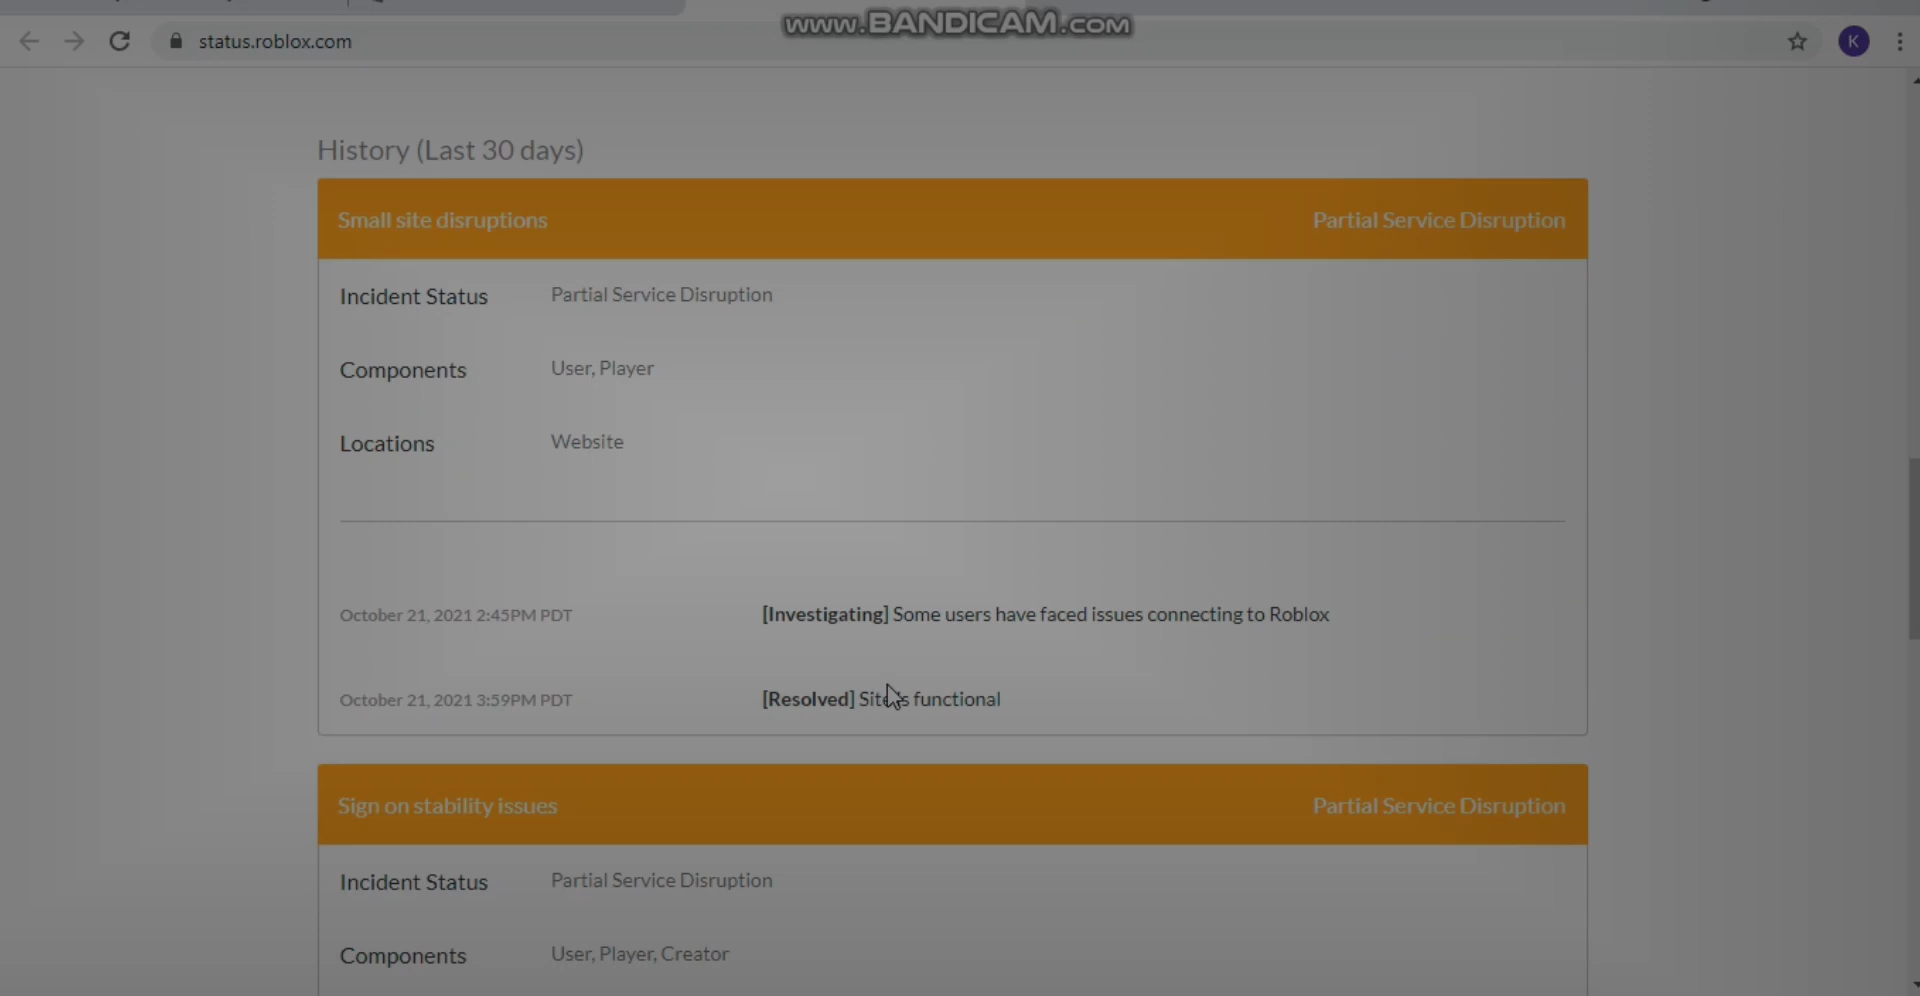 www.BANDICAM.com
status.roblox.com
K
History (Last 30 days)
Small site disruptions Partial Service Disruption
Incident Status Partial Service Disruption
Components User, Player
Locations Website
October 21, 2021 2:45PM PDT [Investigating] Some users have faced issues connecting to Roblox
October 21, 2021 3:59PM PDT [Resolved] Site is functional
Sign on stability issues Partial Service Disruption
Incident Status Partial Service Disruption
Components User, Player, Creator